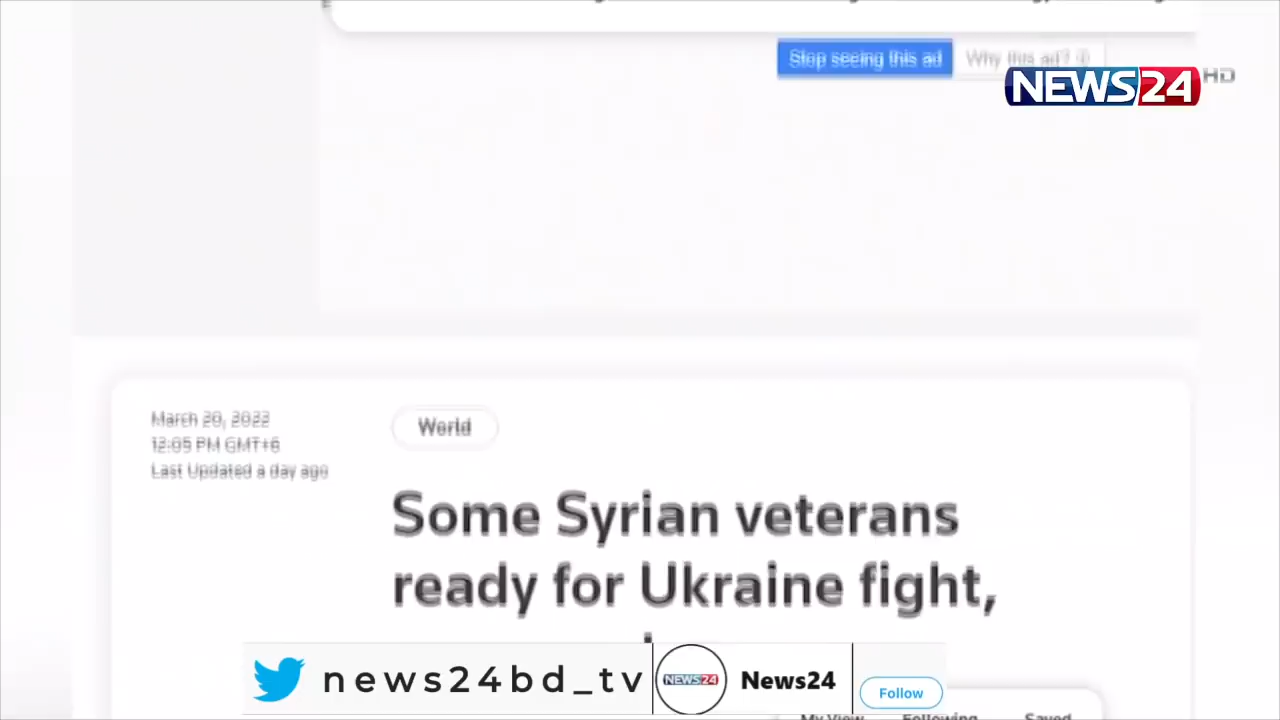 Stop seeing this ad
Why this ad?
NEWS24 HD
March 20, 2022
12:05 PM GMT+6
Last Updated a day ago
World
Some Syrian veterans
ready for Ukraine fight,
news24bd_tv
NEWS24
News24
Follow
My View
Following
Saved